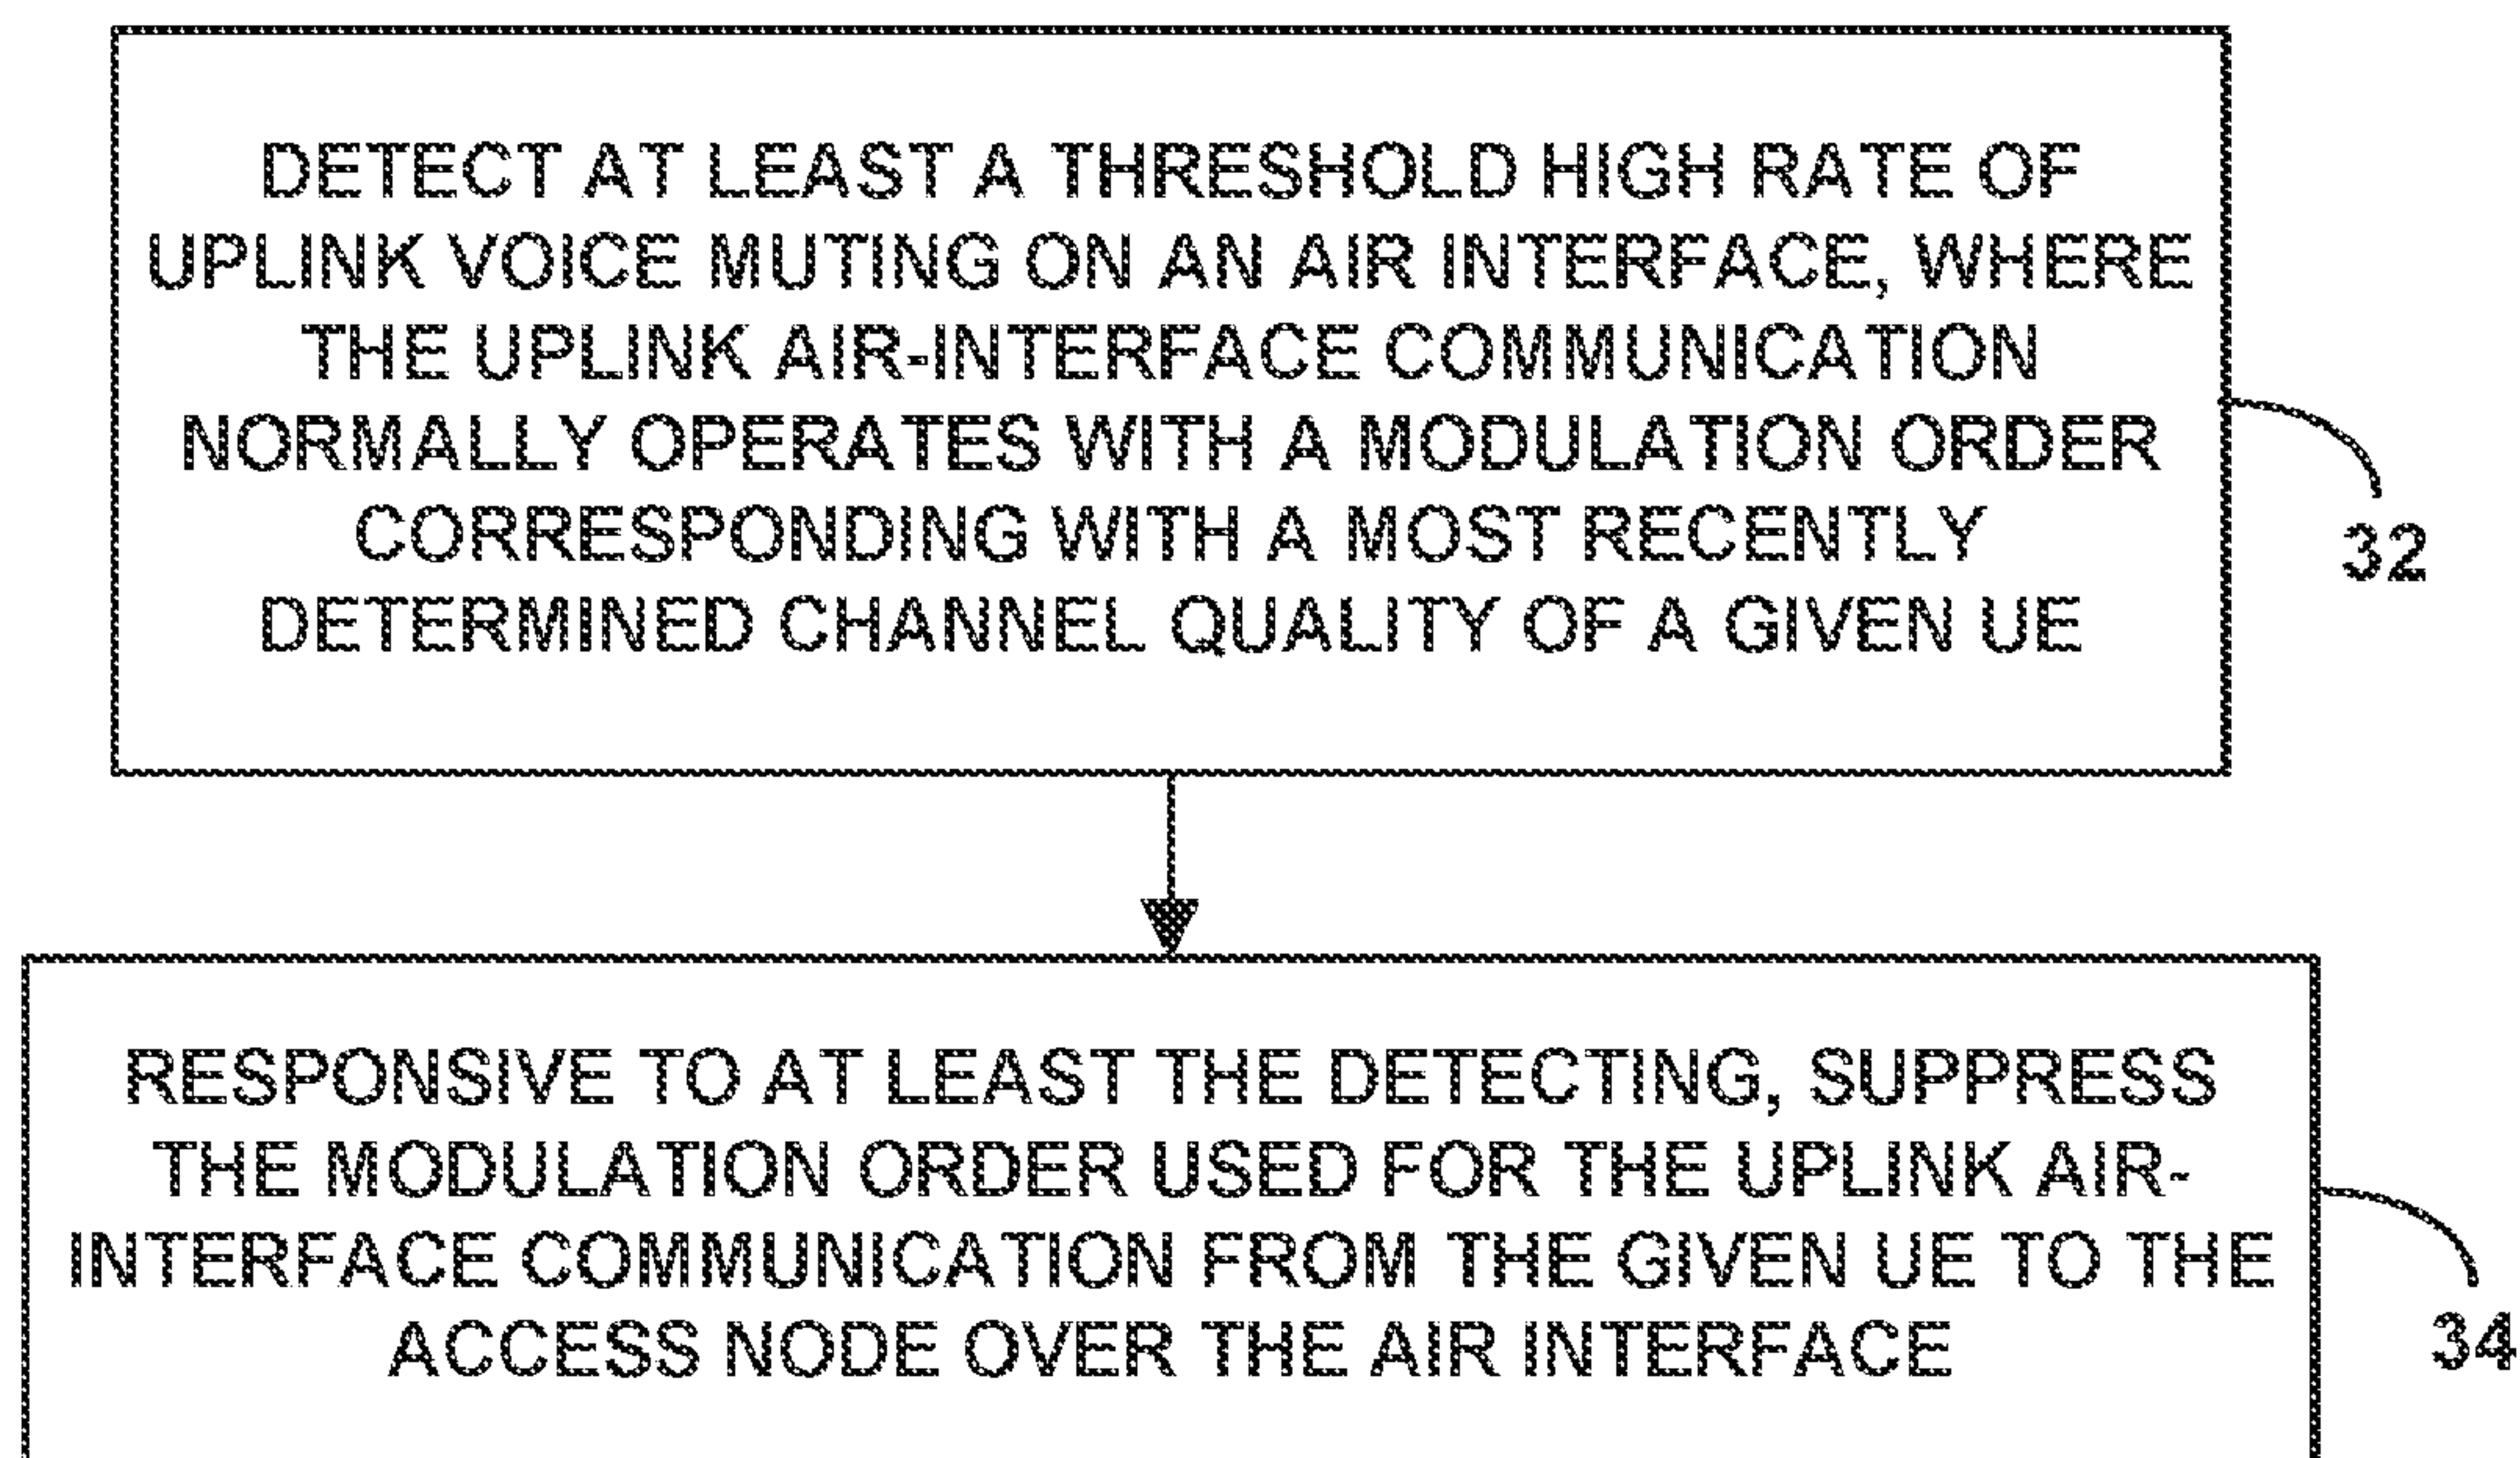 DETECT AT LEAST A THRESHOLD HIGH RATE OF
UPLINK VOICE MUTING ON AN AIR INTERFACE, WHERE
THE UPLINK AIR-INTERFACE COMMUNICATION
NORMALLY OPERATES WITH A MODULATION ORDER
CORRESPONDING WITH A MOST RECENTLY
DETERMINED CHANNEL QUALITY OF A GIVEN UE
32
RESPONSIVE TO AT LEAST THE DETECTING, SUPPRESS
THE MODULATION ORDER USED FOR THE UPLINK AIR-
INTERFACE COMMUNICATION FROM THE GIVEN UE TO THE
ACCESS NODE OVER THE AIR INTERFACE
34